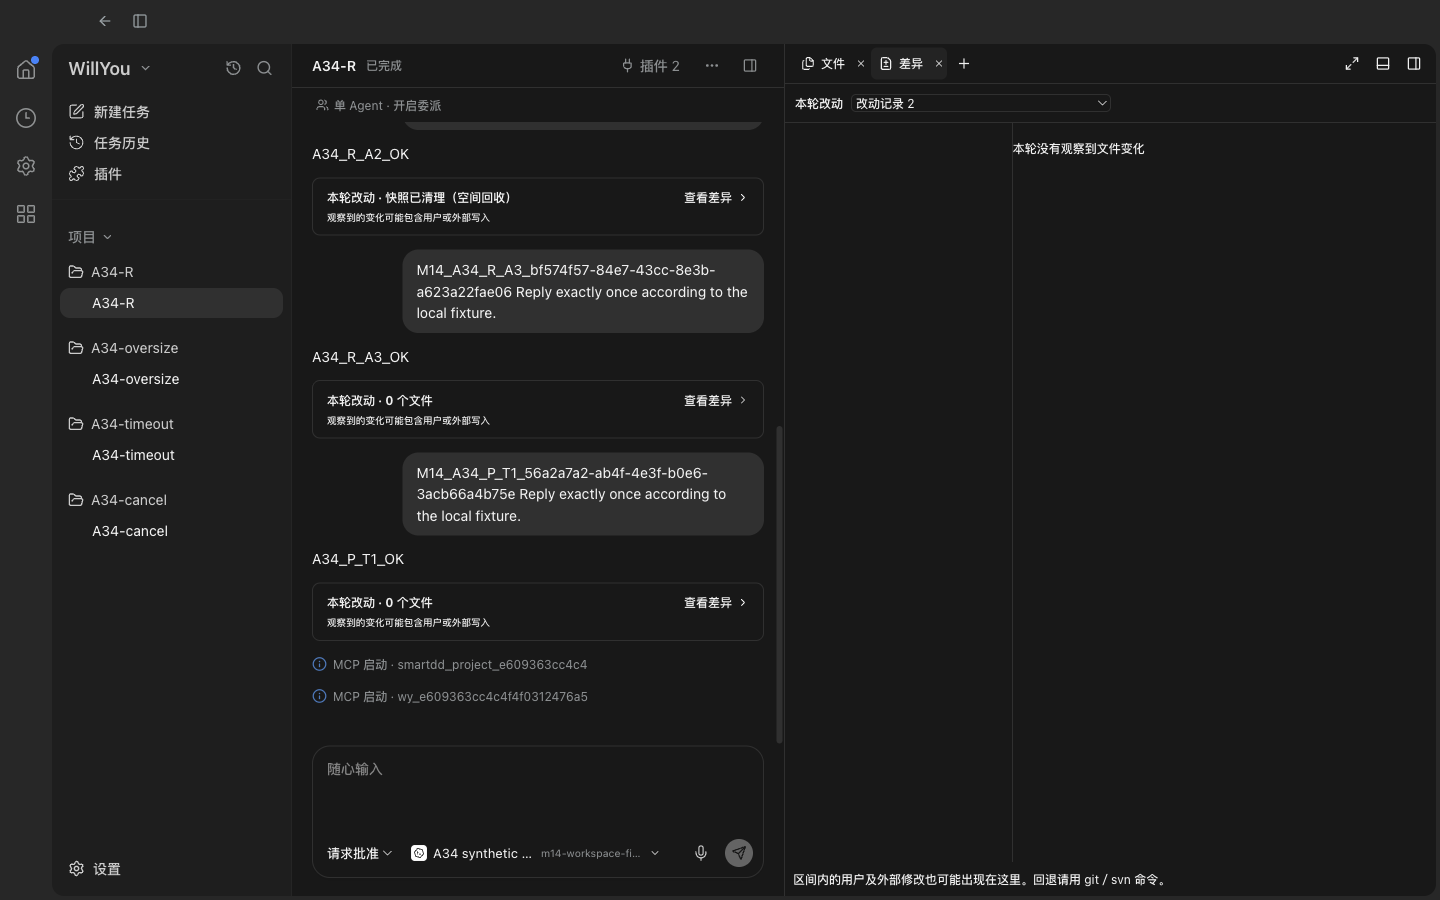 WillYou
新建任务
任务历史
插件
项目
A34-R
A34-R
A34-oversize
A34-oversize
A34-timeout
A34-timeout
A34-cancel
A34-cancel
设置
A34-R 已完成
插件 2
单 Agent · 开启委派
A34_R_A2_OK
本轮改动 · 快照已清理（空间回收）
查看差异
观察到的变化可能包含用户或外部写入
M14_A34_R_A3_bf574f57-84e7-43cc-8e3b-
a623a22fae06 Reply exactly once according to the
local fixture.
A34_R_A3_OK
本轮改动 · 0 个文件
查看差异
观察到的变化可能包含用户或外部写入
M14_A34_P_T1_56a2a7a2-ab4f-4e3f-b0e6-
3acb66a4b75e Reply exactly once according to
the local fixture.
A34_P_T1_OK
本轮改动 · 0 个文件
查看差异
观察到的变化可能包含用户或外部写入
MCP 启动 · smartdd_project_e609363cc4c4
MCP 启动 · wy_e609363cc4c4f4f0312476a5
随心输入
请求批准
A34 synthetic ... m14-workspace-fi...
文件
差异
本轮改动
改动记录 2
本轮没有观察到文件变化
区间内的用户及外部修改也可能出现在这里。回退请用 git / svn 命令。